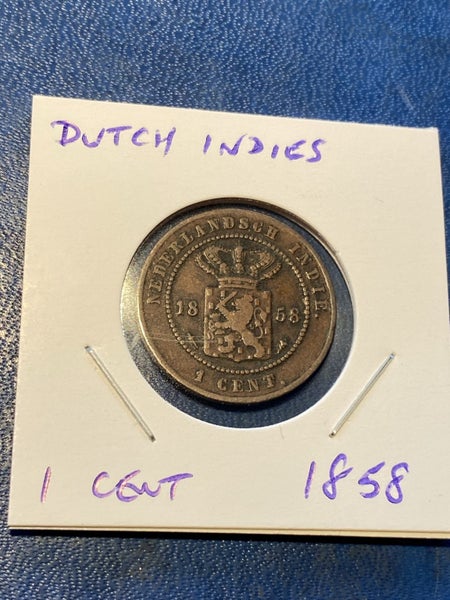 DUTCH INDIES
NEDERLANDSCH INDIE.
18 58
1 CENT.
1 CENT 1858